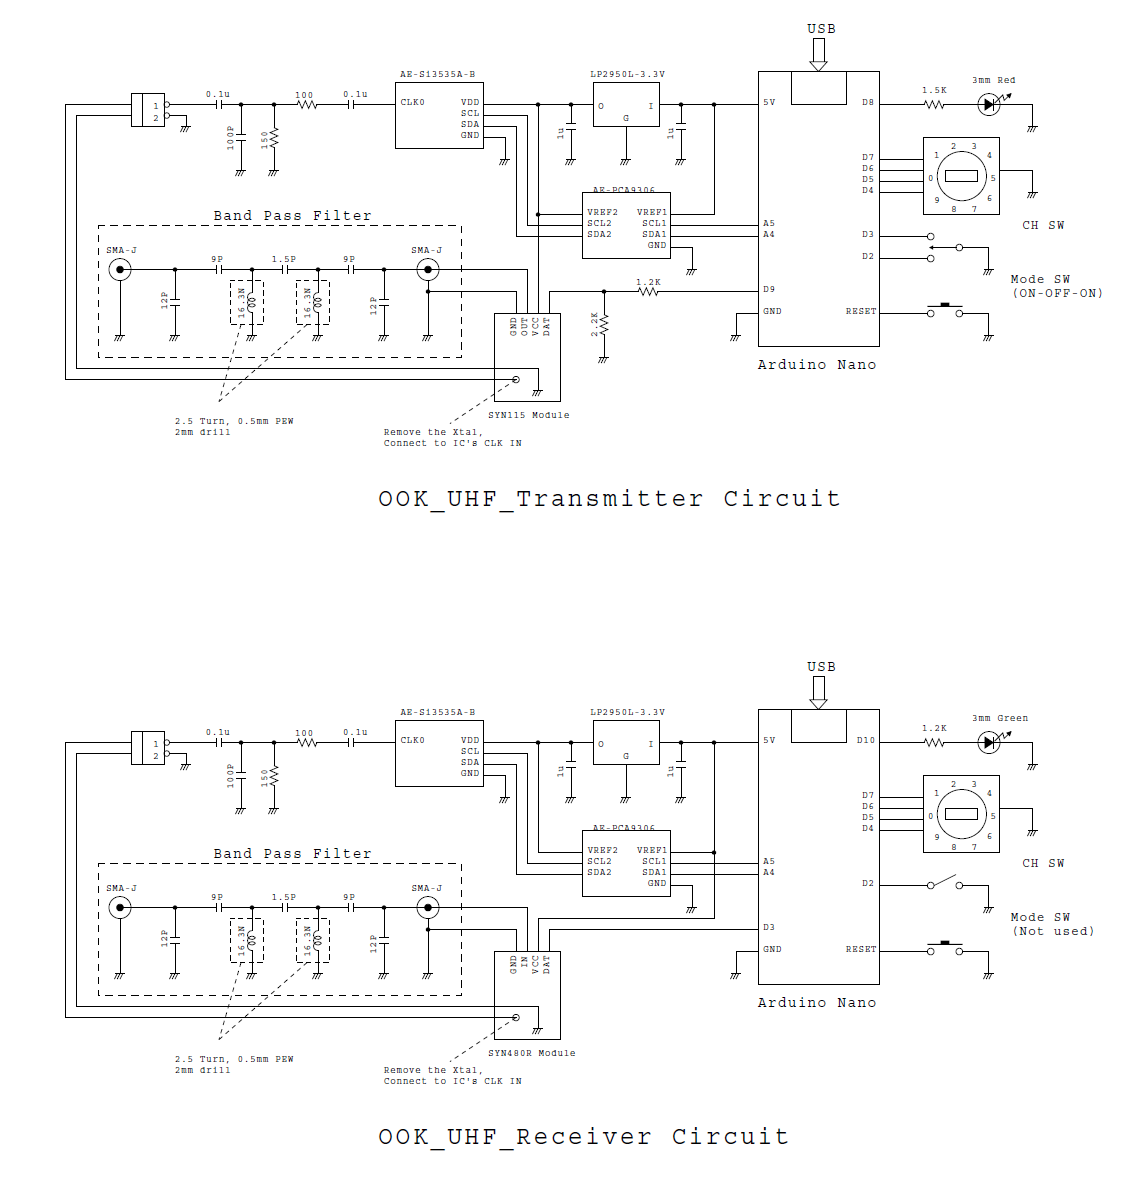 USB
AE-Si3535A-B
LP2950L-3.3V
3mm Red
0.1u
100
0.1u
1.5K
1
2
CLK0
VDD
SCL
SDA
GND
O
I
G
5V
D8
100P
150
1u
1u
D7
D6
D5
D4
0
1
2
3
4
5
6
7
8
9
AE-PCA9306
VREF2
SCL2
SDA2
VREF1
SCL1
SDA1
GND
A5
A4
D3
D2
CH SW
Band Pass Filter
SMA-J
SMA-J
9P
1.5P
9P
12P
16.3N
16.3N
12P
1.2K
2.2K
D9
GND
RESET
Mode SW
(ON-OFF-ON)
GND
OUT
VCC
DAT
Arduino Nano
SYN115 Module
2.5 Turn, 0.5mm PEW
2mm drill
Remove the Xtal,
Connect to IC's CLK IN
OOK_UHF_Transmitter Circuit
USB
AE-Si3535A-B
LP2950L-3.3V
3mm Green
0.1u
100
0.1u
1.2K
1
2
CLK0
VDD
SCL
SDA
GND
O
I
G
5V
D10
100P
150
1u
1u
D7
D6
D5
D4
0
1
2
3
4
5
6
7
8
9
AE-PCA9306
VREF2
SCL2
SDA2
VREF1
SCL1
SDA1
GND
A5
A4
D2
CH SW
Band Pass Filter
SMA-J
SMA-J
9P
1.5P
9P
12P
16.3N
16.3N
12P
D3
GND
RESET
Mode SW
(Not used)
GND
IN
VCC
DAT
Arduino Nano
SYN480R Module
2.5 Turn, 0.5mm PEW
2mm drill
Remove the Xtal,
Connect to IC's CLK IN
OOK_UHF_Receiver Circuit